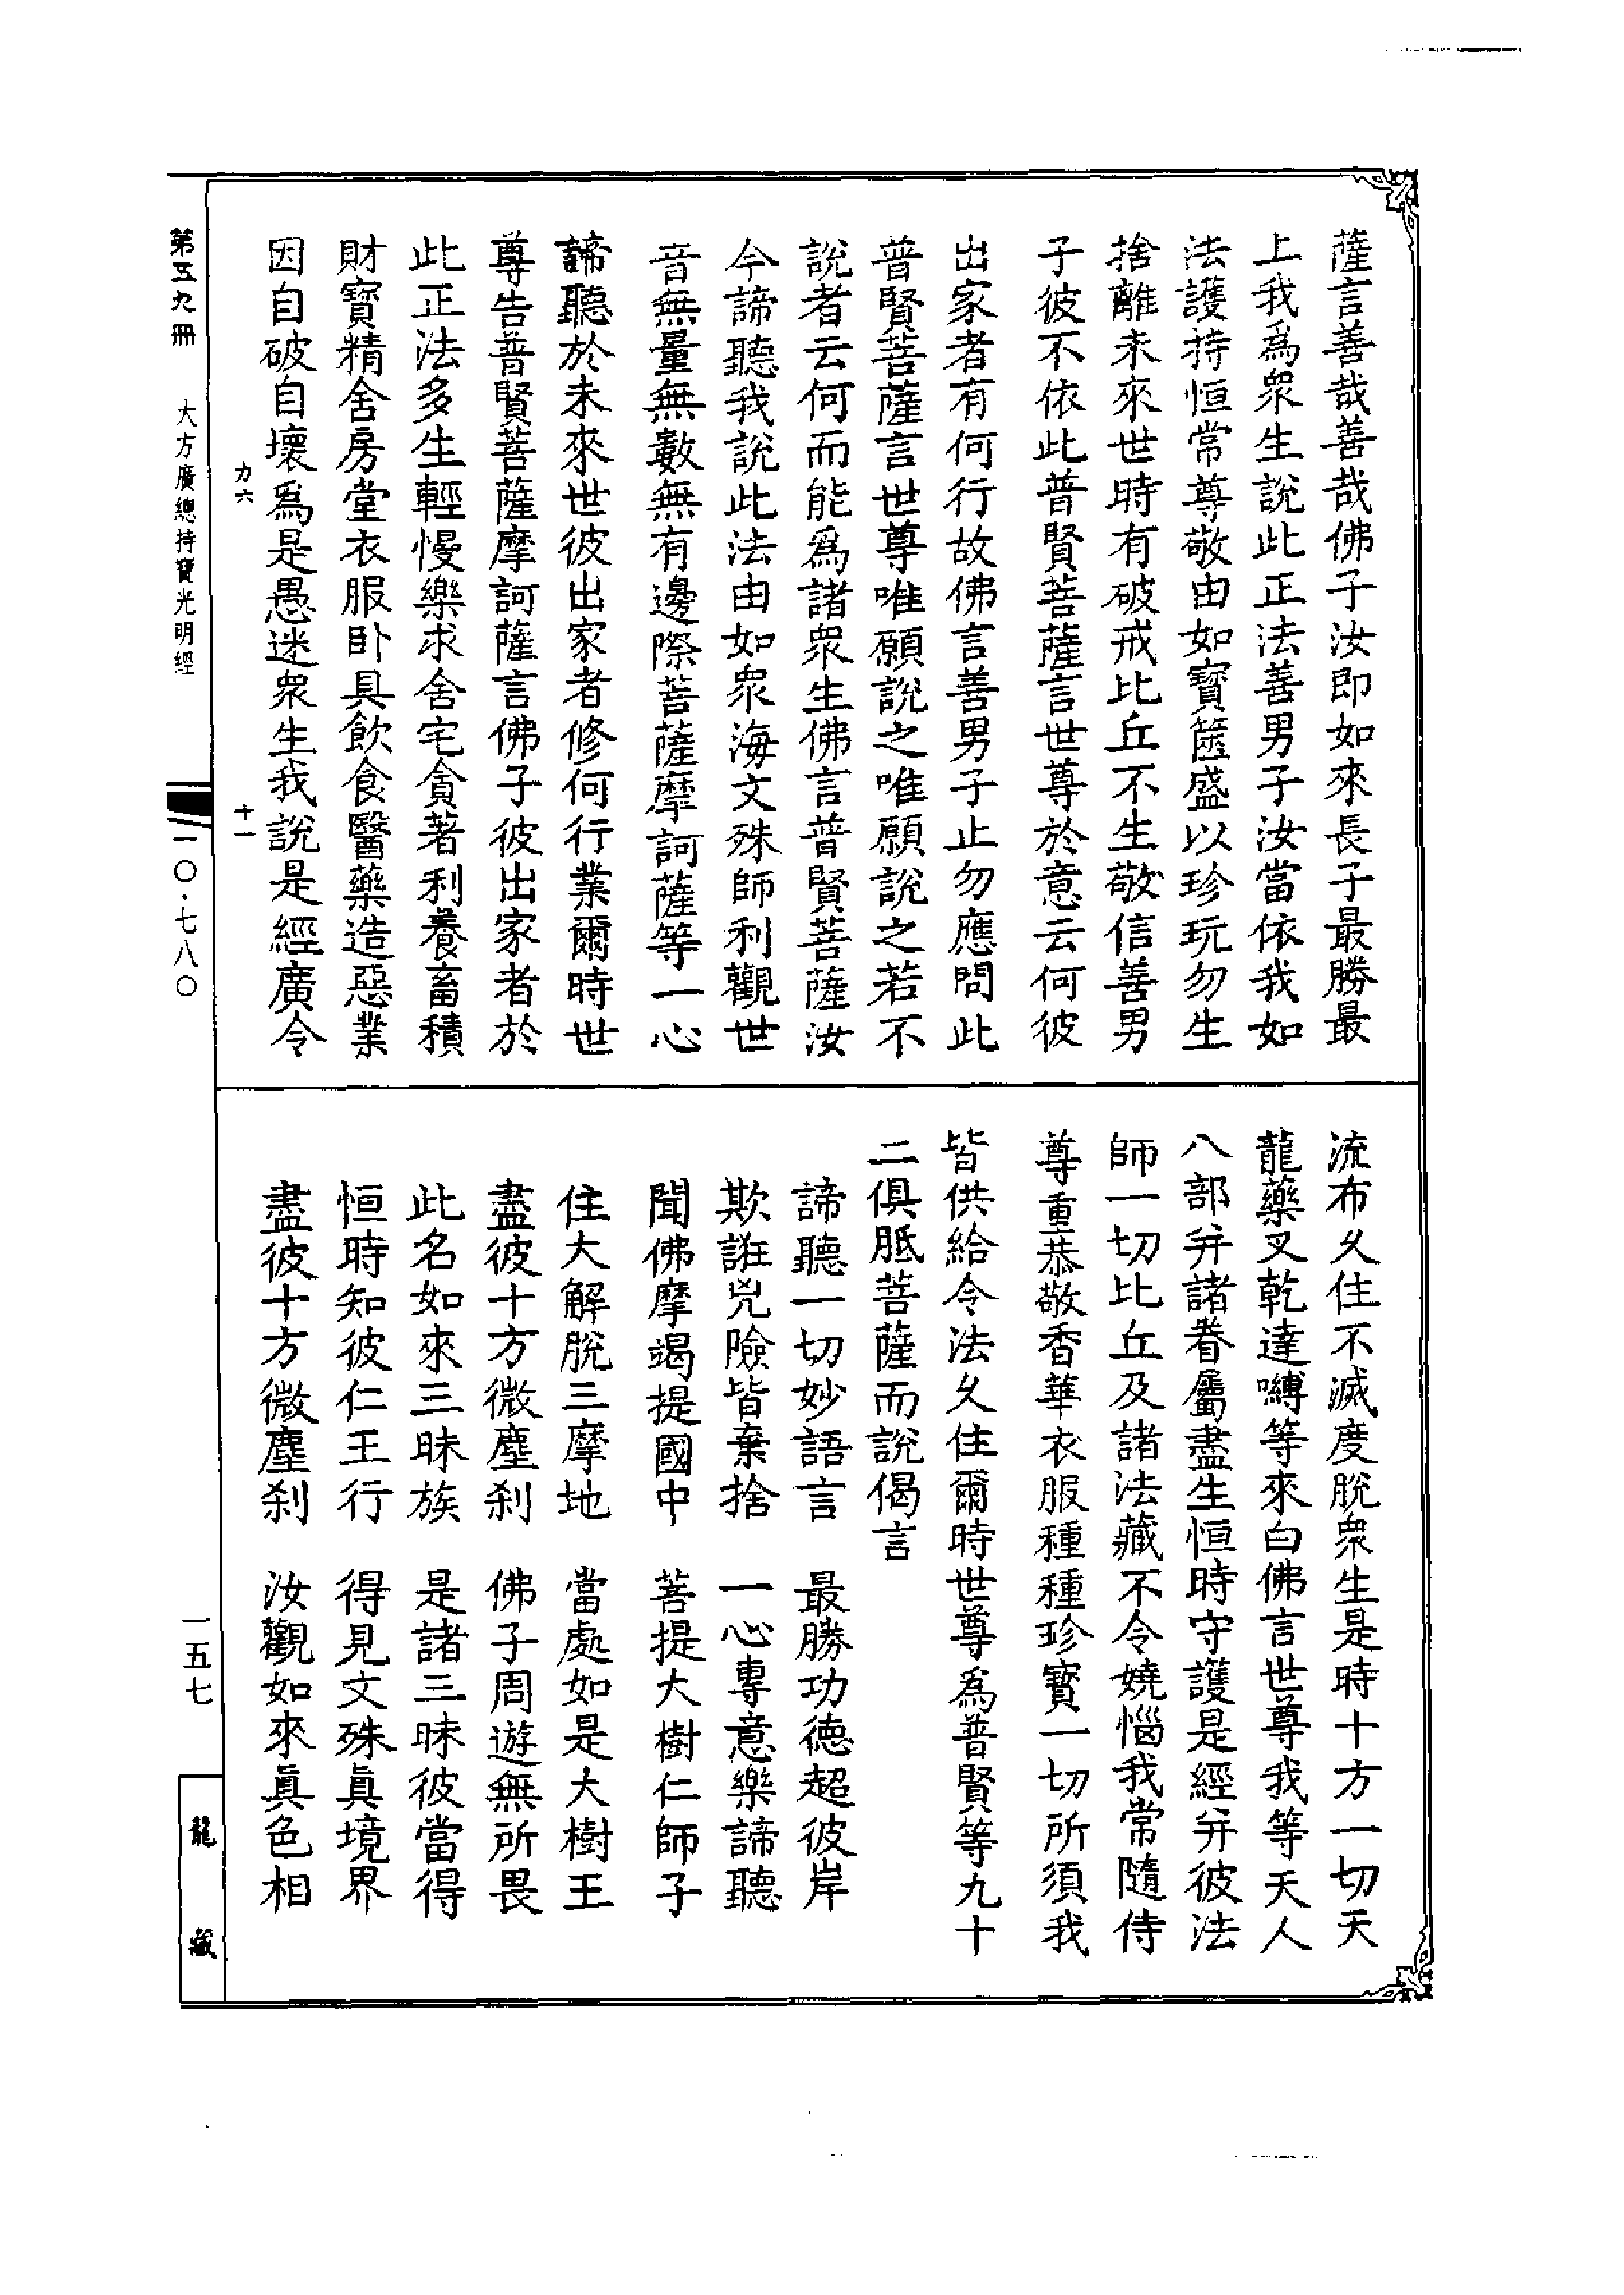 薩言善哉善哉佛子汝即如來長子最勝最
上我爲衆生說此正法善男子汝當依我如
法護持恒常尊敬由如寳篋盛以珍玩勿生
捨離未來世時有破戒比丘不生敬信善男
子彼不依此普賢菩薩言世尊於意云何彼
出家者有何行故佛言善男子止勿應問此
普賢菩薩言世尊唯願說之唯願說之若不
說者云何而能爲諸衆生佛言普賢菩薩汝
今諦聽我說此法由如衆海文殊師利觀世
音無量無數無有邊際菩薩摩訶薩等一心
諦聽於未來世彼出家者修何行業爾時世
尊告普賢菩薩摩訶薩言佛子彼出家者於
此正法多生輕慢樂求舍宅貪著利養畜積
財寳精舍房堂衣服卧具飲食醫藥造惡業
因自破自壞爲是愚迷衆生我說是經廣令
流布久住不滅度脫衆生是時十方一切天
龍藥叉乾達嚩等來白佛言世尊我等天人
八部并諸眷屬盡生恒時守護是經并彼法
師一切比丘及諸法藏不令嬈惱我常隨侍
尊重恭敬香華衣服種種珍寳一切所須我
皆供給令法久住爾時世尊爲普賢等九十
二俱胝菩薩而說偈言
諦聽一切妙語言　最勝功德超彼岸
欺誑兇險皆棄捨　一心專意樂諦聽
聞佛摩竭提國中　菩提大樹仁師子
住大解脫三摩地　當處如是大樹王
盡彼十方微塵刹　佛子周遊無所畏
此名如來三昧族　是諸三昧彼當得
恒時知彼仁王行　得見文殊眞境界
盡彼十方微塵刹　汝觀如來眞色相
力六　十一
第五九冊　大方廣總持寳光明經　一〇·七八〇　一五七　龍藏